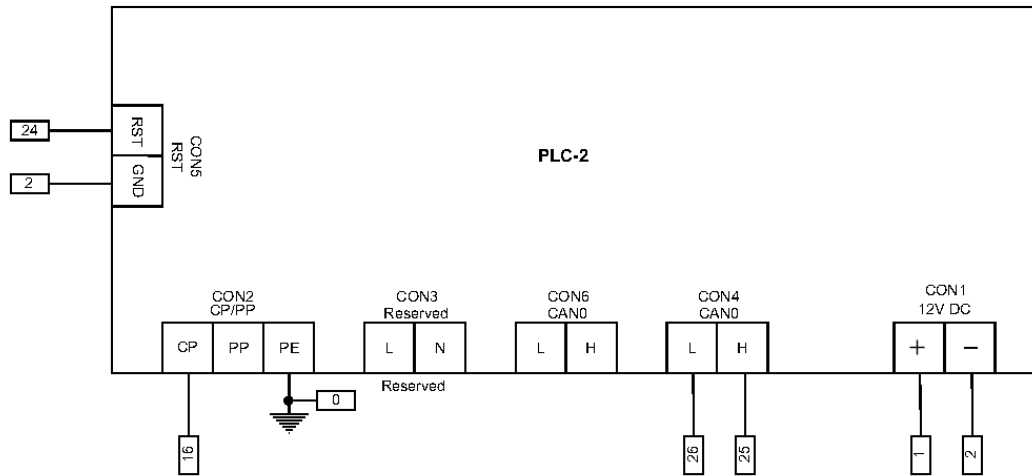 24
RST
CON5
RST
2
GND
PLC-2
CON2
CP/PP
CON3
Reserved
CON6
CAN0
CON4
CAN0
CON1
12V DC
CP PP PE
L N
L H
L H
+ −
Reserved
0
16
26
25
1
2